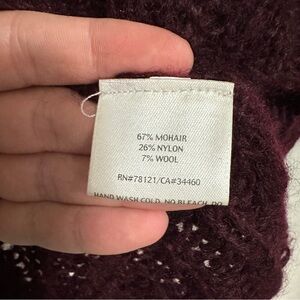 67% MOHAIR
26% NYLON
7% WOOL
RN#78121/CA#34460
HAND WASH COLD, NO BLEACH, DO